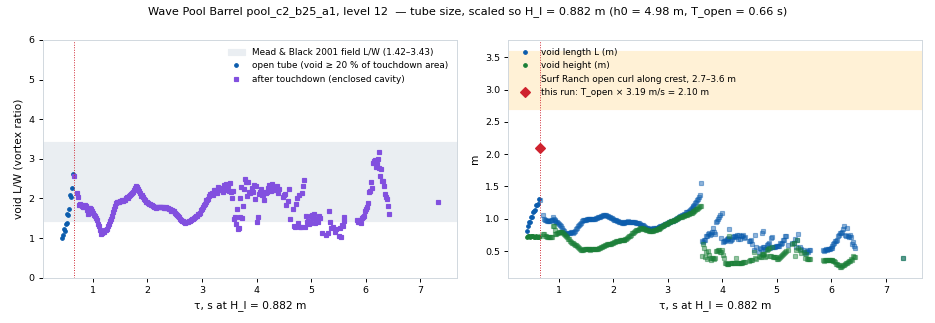 Wave Pool Barrel pool_c2_b25_a1, level 12 — tube size, scaled so H_I = 0.882 m (h0 = 4.98 m, T_open = 0.66 s)
void L/W (vortex ratio)
6
5
4
3
2
1
0
Mead & Black 2001 field L/W (1.42–3.43)
open tube (void ≥ 20 % of touchdown area)
after touchdown (enclosed cavity)
1 2 3 4 5 6 7
τ, s at H_I = 0.882 m
m
3.5
3.0
2.5
2.0
1.5
1.0
0.5
void length L (m)
void height (m)
Surf Ranch open curl along crest, 2.7–3.6 m
this run: T_open × 3.19 m/s = 2.10 m
1 2 3 4 5 6 7
τ, s at H_I = 0.882 m